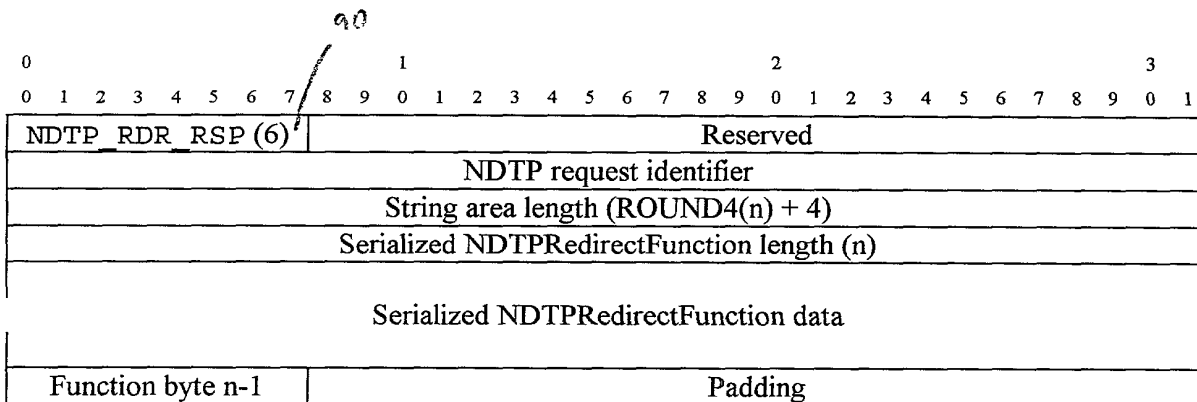 90
0 1 2 3
0 1 2 3 4 5 6 7 8 9 0 1 2 3 4 5 6 7 8 9 0 1 2 3 4 5 6 7 8 9 0 1
NDTP_RDR_RSP (6) Reserved
NDTP request identifier
String area length (ROUND4(n) + 4)
Serialized NDTPRedirectFunction length (n)
Serialized NDTPRedirectFunction data
Function byte n-1 Padding